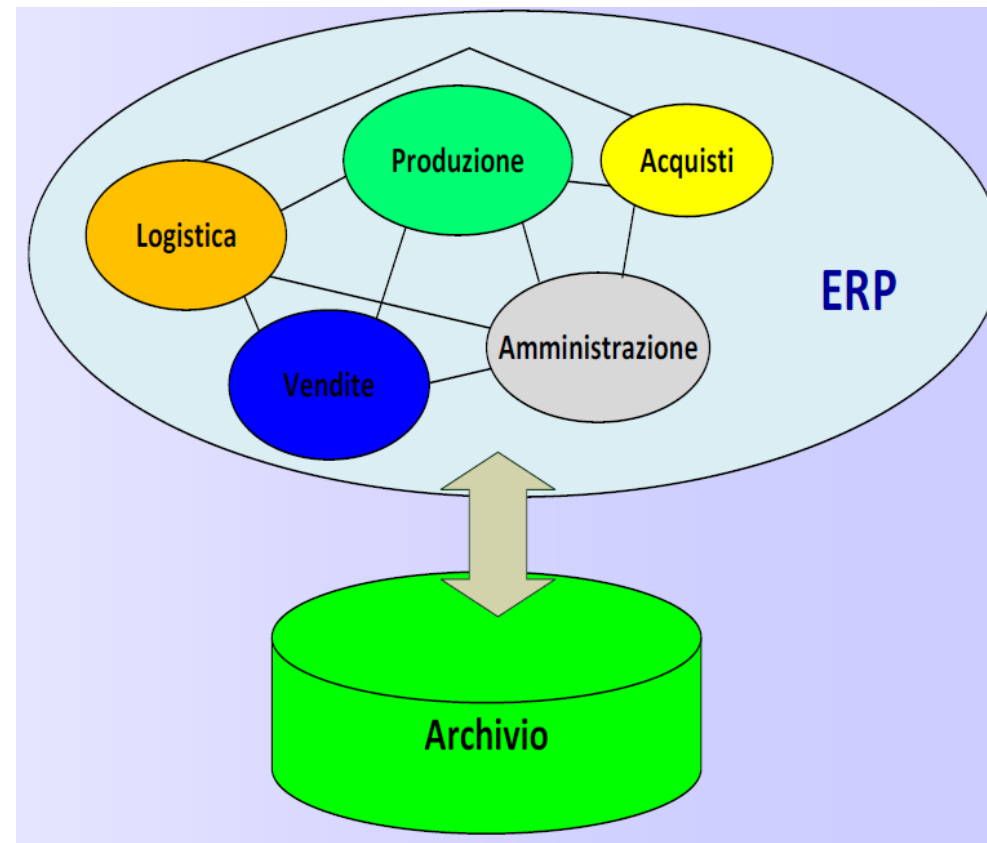 Produzione
Acquisti
Logistica
ERP
Amministrazione
Vendite
Archivio